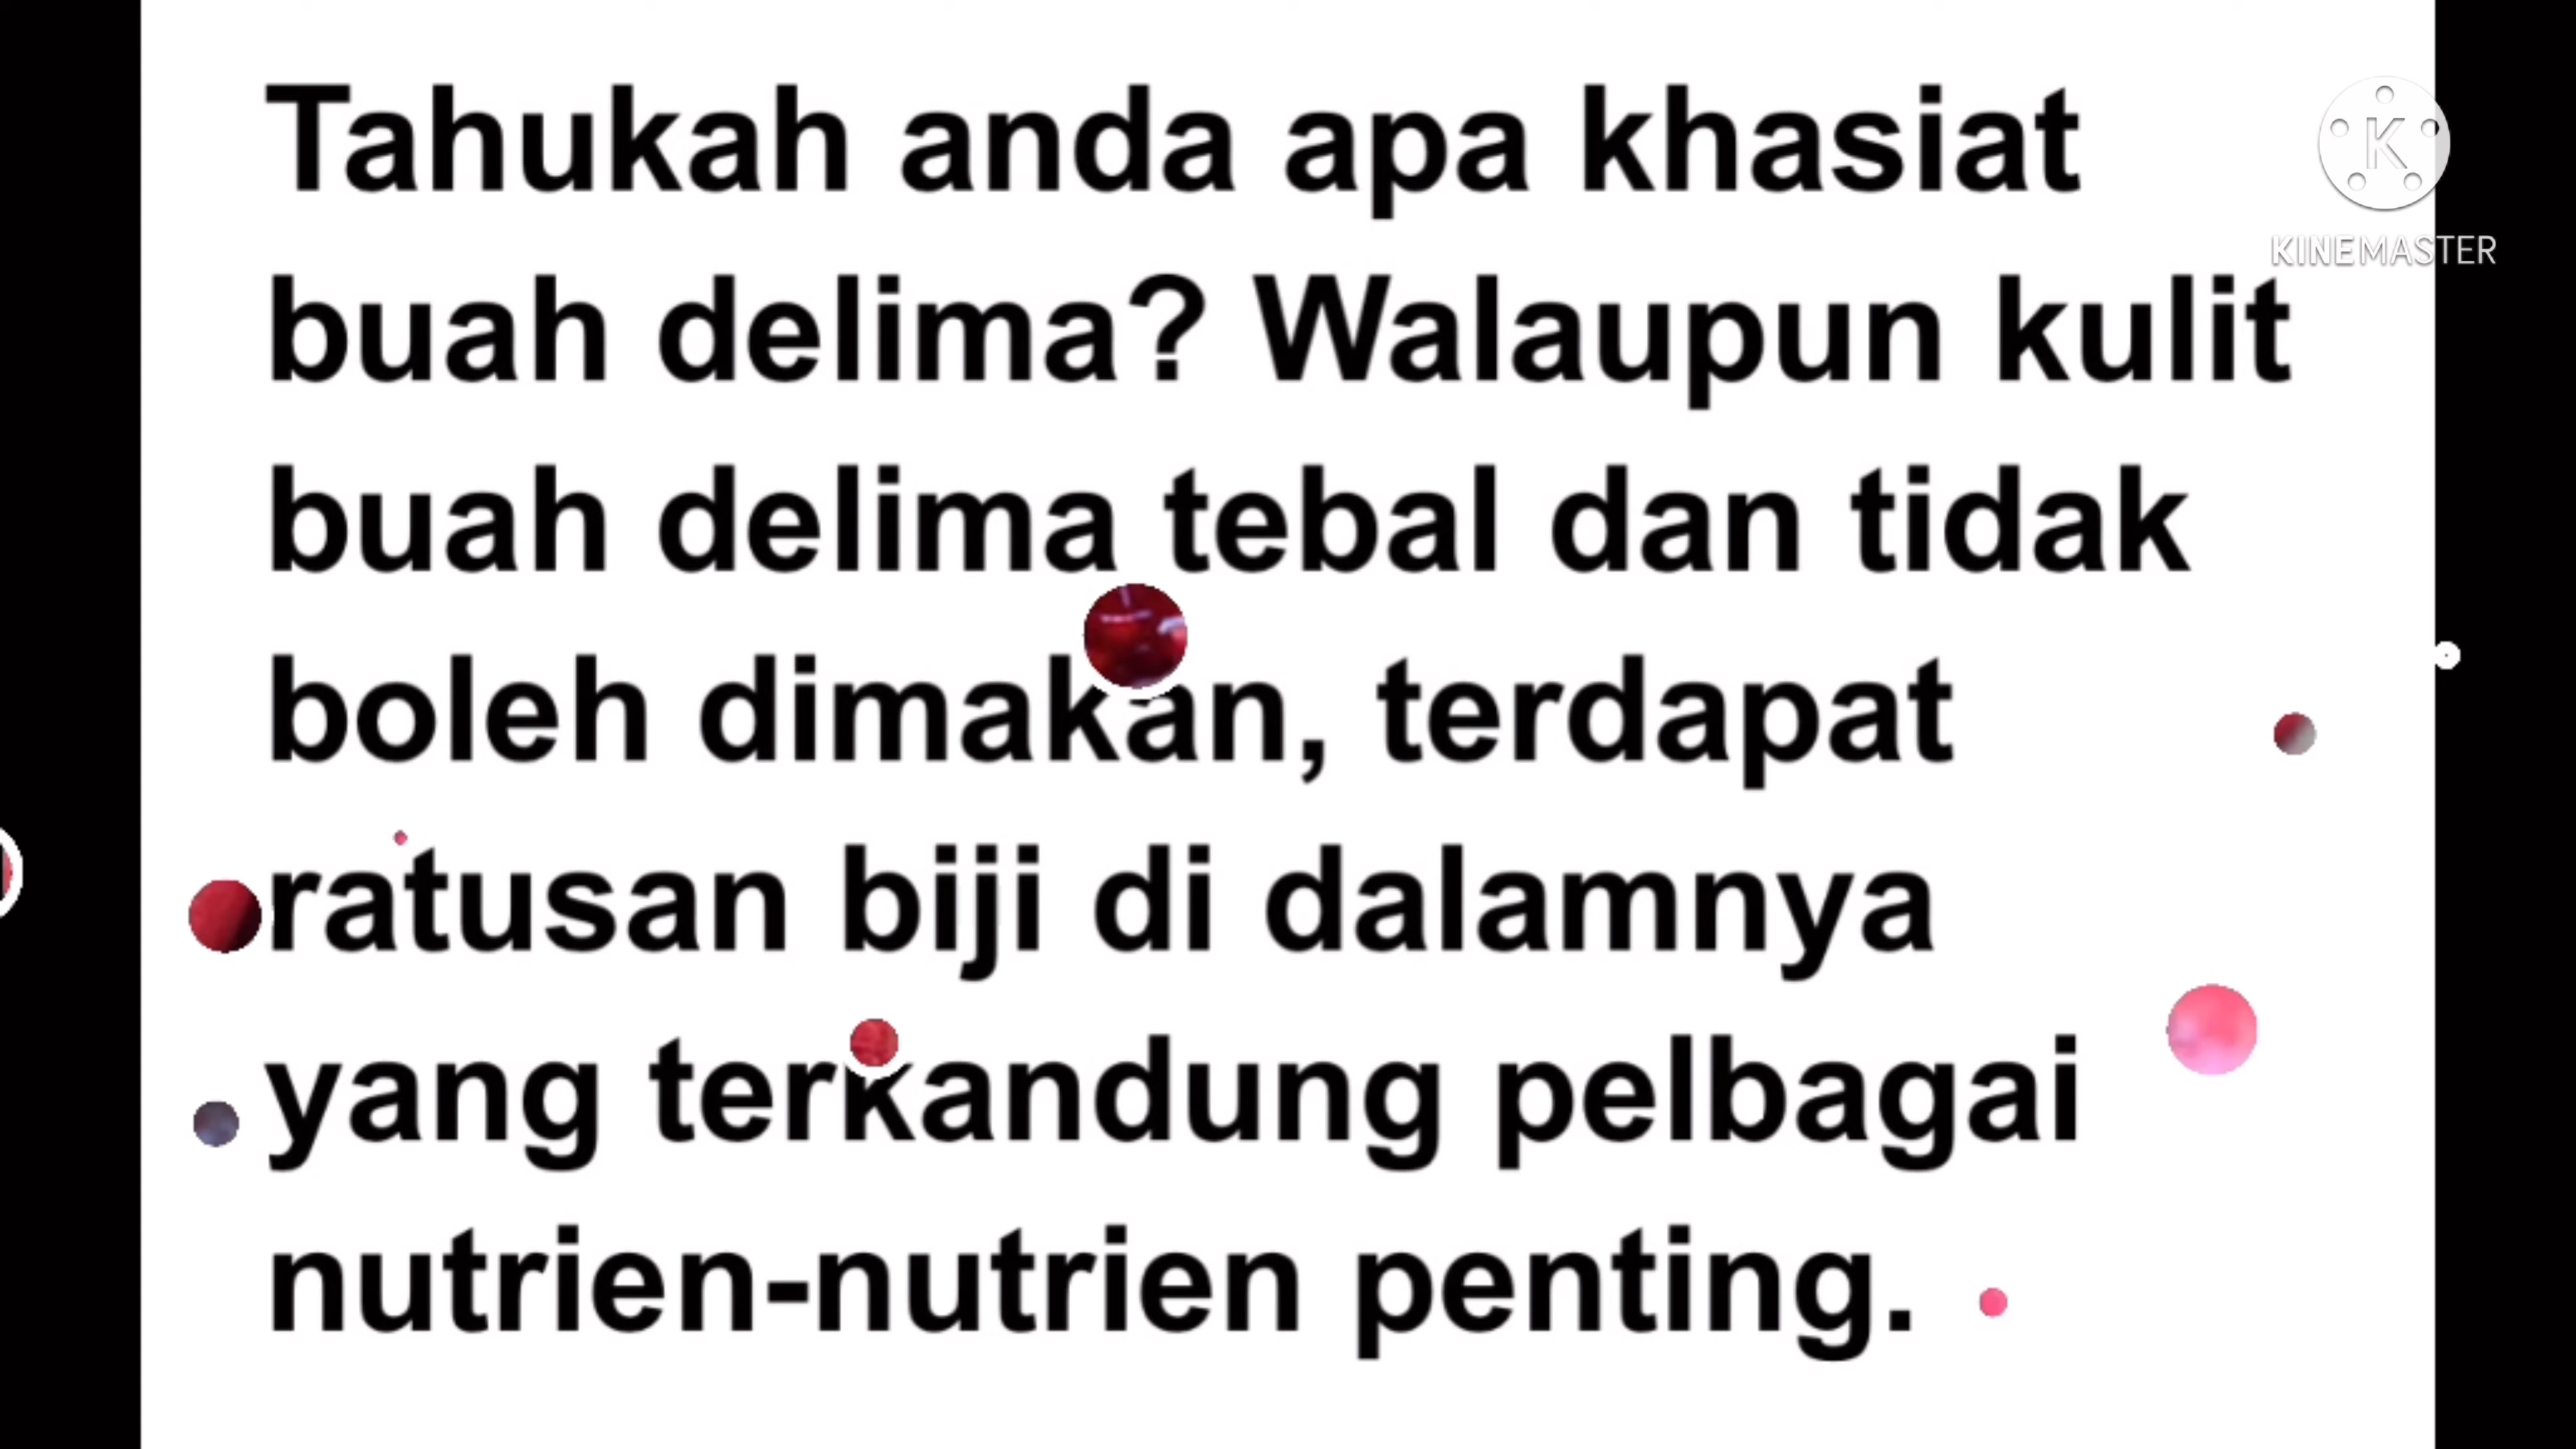 Tahukah anda apa khasiat
buah delima? Walaupun kulit
buah delima tebal dan tidak
boleh dimakan, terdapat
ratusan biji di dalamnya
yang terkandung pelbagai
nutrien-nutrien penting.
K
KINEMASTER